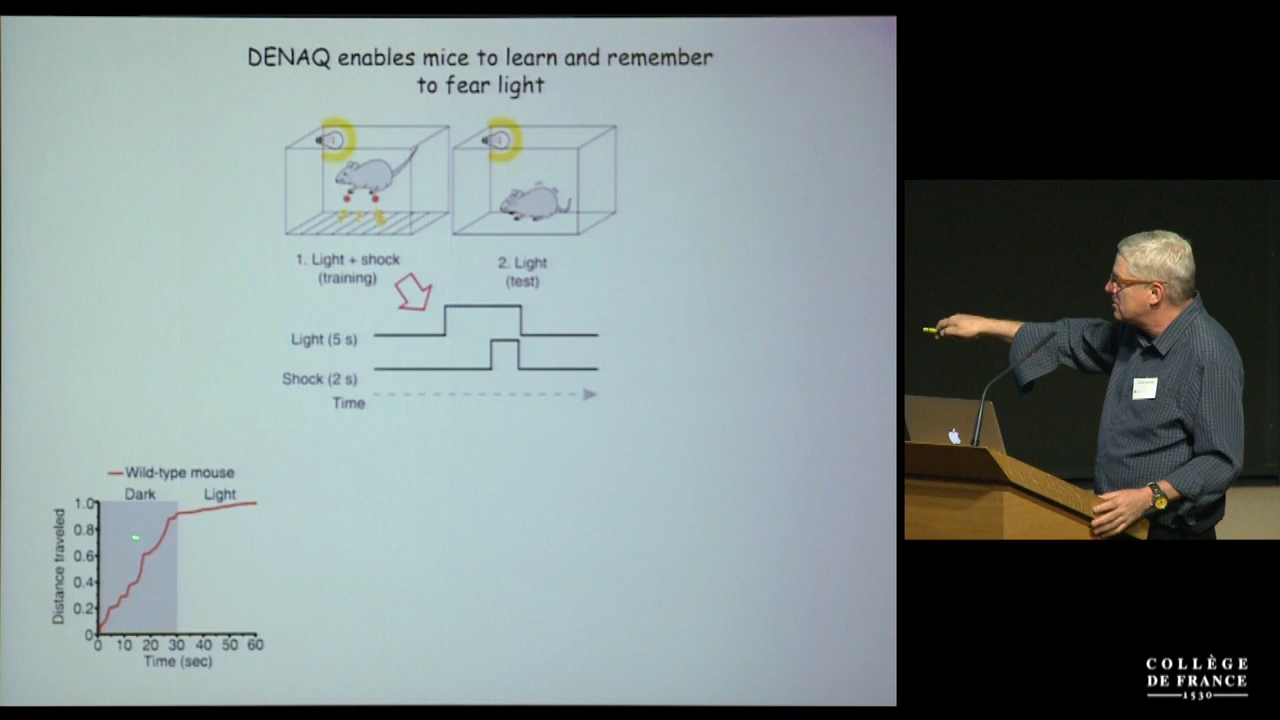 DENAQ enables mice to learn and remember
to fear light
1. Light + shock
(training)
2. Light
(test)
Light (5 s)
Shock (2 s)
Time
Wild-type mouse
Dark
Light
1.0
0.8
0.6
0.4
0.2
0
Distance traveled
0 10 20 30 40 50 60
Time (sec)
COLLÈGE
DE FRANCE
1530